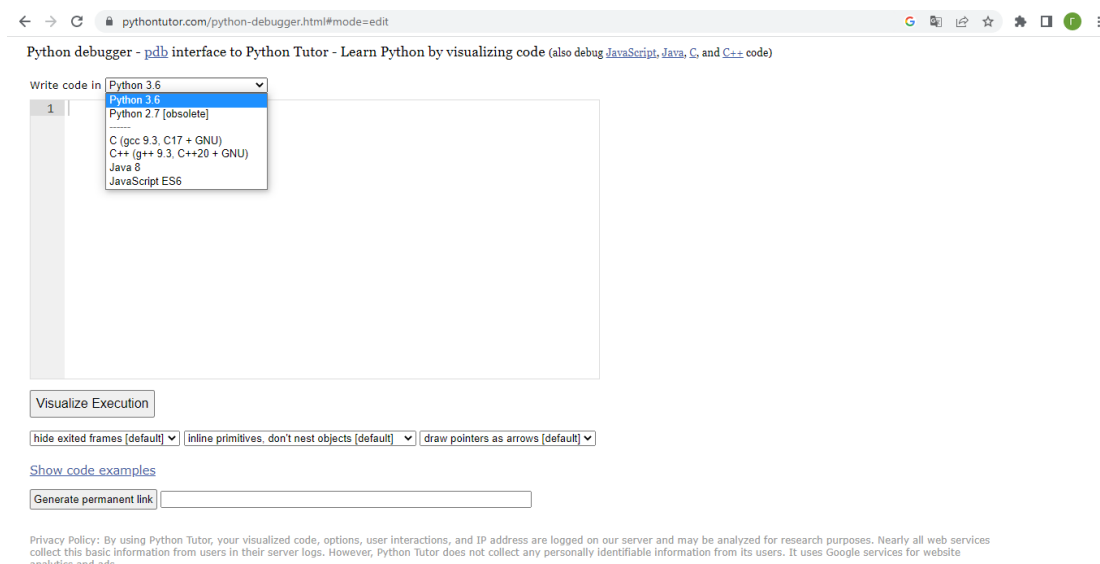 pythontutor.com/python-debugger.html#mode=edit
Python debugger - pdb interface to Python Tutor - Learn Python by visualizing code (also debug JavaScript, Java, C, and C++ code)
Write code in Python 3.6
Python 3.6
1
Python 2.7 [obsolete]
------
C (gcc 9.3, C17 + GNU)
C++ (g++ 9.3, C++20 + GNU)
Java 8
JavaScript ES6
Visualize Execution
hide exited frames [default] inline primitives, don't nest objects [default] draw pointers as arrows [default]
Show code examples
Generate permanent link
Privacy Policy: By using Python Tutor, your visualized code, options, user interactions, and IP address are logged on our server and may be analyzed for research purposes. Nearly all web services
collect this basic information from users in their server logs. However, Python Tutor does not collect any personally identifiable information from its users. It uses Google services for website
analytics and ads.